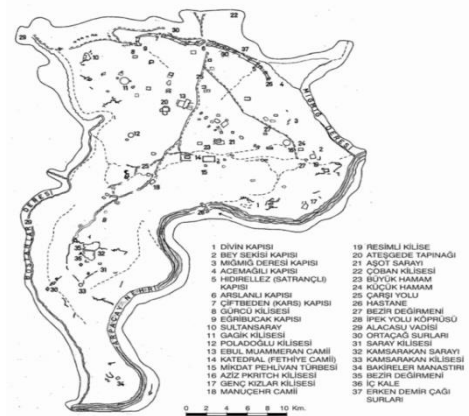 MIGMIG DERESİ
BOSTANLAR DERESİ
ARPAÇAY NEHRİ
1 DİVİN KAPISI
2 BEY SEKİSİ KAPISI
3 MIĞMIĞ DERESİ KAPISI
4 ACEMAĞILI KAPISI
5 HIDIRELLEZ (SATRANÇLI) KAPISI
6 ARSLANLI KAPISI
7 ÇİFTBEDEN (KARS) KAPISI
8 GÜRCÜ KİLİSESİ
9 EĞRİBUCAK KAPISI
10 SULTANSARAY
11 GAGİK KİLİSESİ
12 POLADOĞLU KİLİSESİ
13 EBUL MUAMMERAN CAMİİ
14 KATEDRAL (FETHİYE CAMİİ)
15 MİKDAT PEHLİVAN TÜRBESİ
16 AZİZ PKRITCH KİLİSESİ
17 GENÇ KIZLAR KİLİSESİ
18 MANUÇEHR CAMİİ
19 RESİMLİ KİLİSE
20 ATEŞGEDE TAPINAĞI
21 AŞOT SARAYI
22 ÇOBAN KİLİSESİ
23 BÜYÜK HAMAM
24 KÜÇÜK HAMAM
25 ÇARŞI YOLU
26 HASTANE
27 BEZİR DEĞİRMENİ
28 İPEK YOLU KÖPRÜSÜ
29 ALACASU VADİSİ
30 ORTAÇAĞ SURLARI
31 SARAY KİLİSESİ
32 KAMSARAKAN SARAYI
33 KAMSARAKAN KİLİSESİ
34 BAKİRELER MANASTIRI
35 BEZİR DEĞİRMENİ
36 İÇ KALE
37 ERKEN DEMİR ÇAĞI SURLARI
0 2 4 6 8 10 Km.